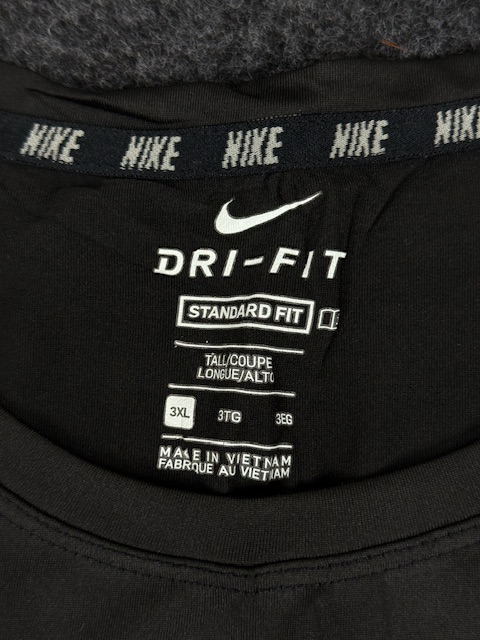 NIKE NIKE NIKE NIKE NIKE
DRI-FIT
STANDARD FIT
TALL/COUPE
LONGUE/ALTO
3XL 3TG 3EG
MADE IN VIETNAM
FABRIQUE AU VIETNAM